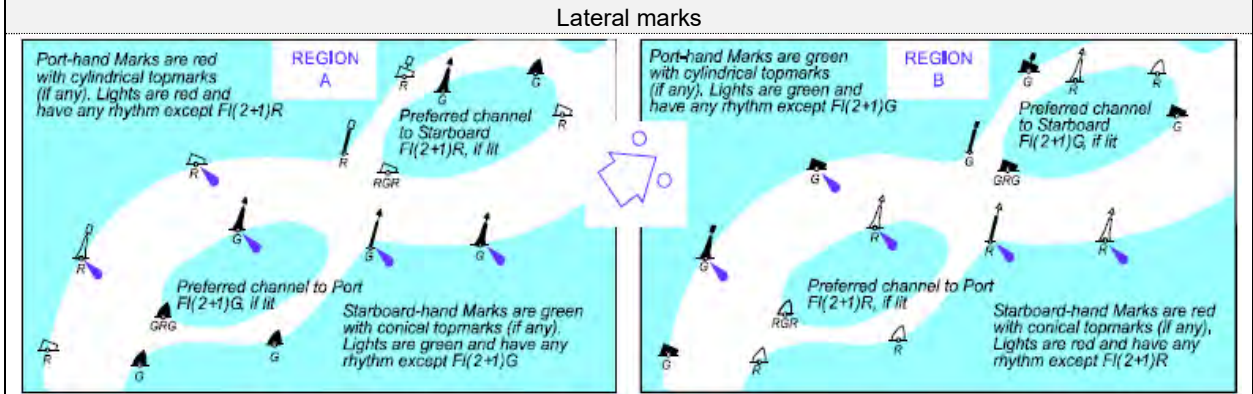 Lateral marks
Port-hand Marks are red
with cylindrical topmarks
(if any). Lights are red and
have any rhythm except Fl(2+1)R
REGION
A
R
G
G
Preferred channel
to Starboard
Fl(2+1)R, if lit
R
R
R
RGR
G
G
G
R
Preferred channel to Port
Fl(2+1)G, if lit
GRG
Starboard-hand Marks are green
with conical topmarks (if any).
Lights are green and have any
rhythm except Fl(2+1)G
R
G
G
Port-hand Marks are green
with cylindrical topmarks
(if any). Lights are green and
have any rhythm except Fl(2+1)G
REGION
B
G
R
R
Preferred channel
to Starboard
Fl(2+1)G, if lit
G
G
G
GRG
R
R
R
G
Preferred channel to Port
Fl(2+1)R, if lit
RGR
Starboard-hand Marks are red
with conical topmarks (if any).
Lights are red and have any
rhythm except Fl(2+1)R
G
R
R